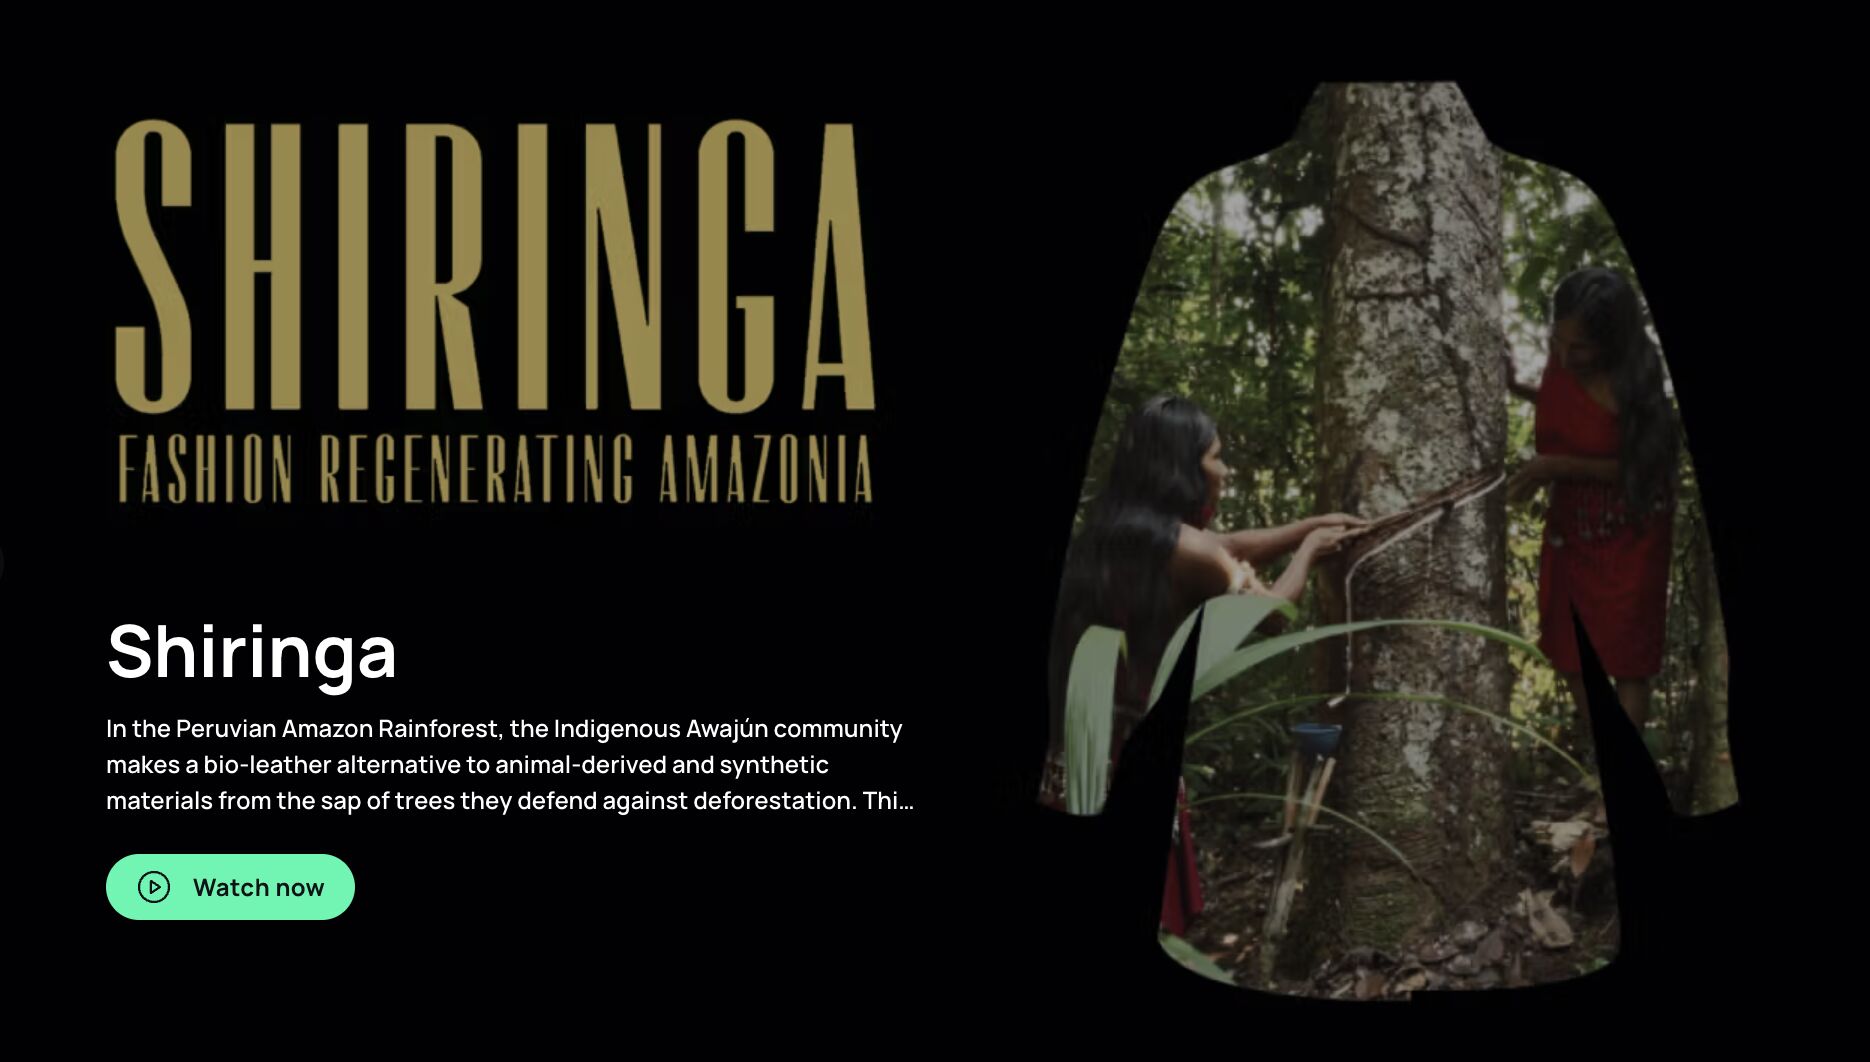 SHIRINGA
FASHION REGENERATING AMAZONIA
Shiringa
In the Peruvian Amazon Rainforest, the Indigenous Awajún community
makes a bio-leather alternative to animal-derived and synthetic
materials from the sap of trees they defend against deforestation. Thi...
Watch now